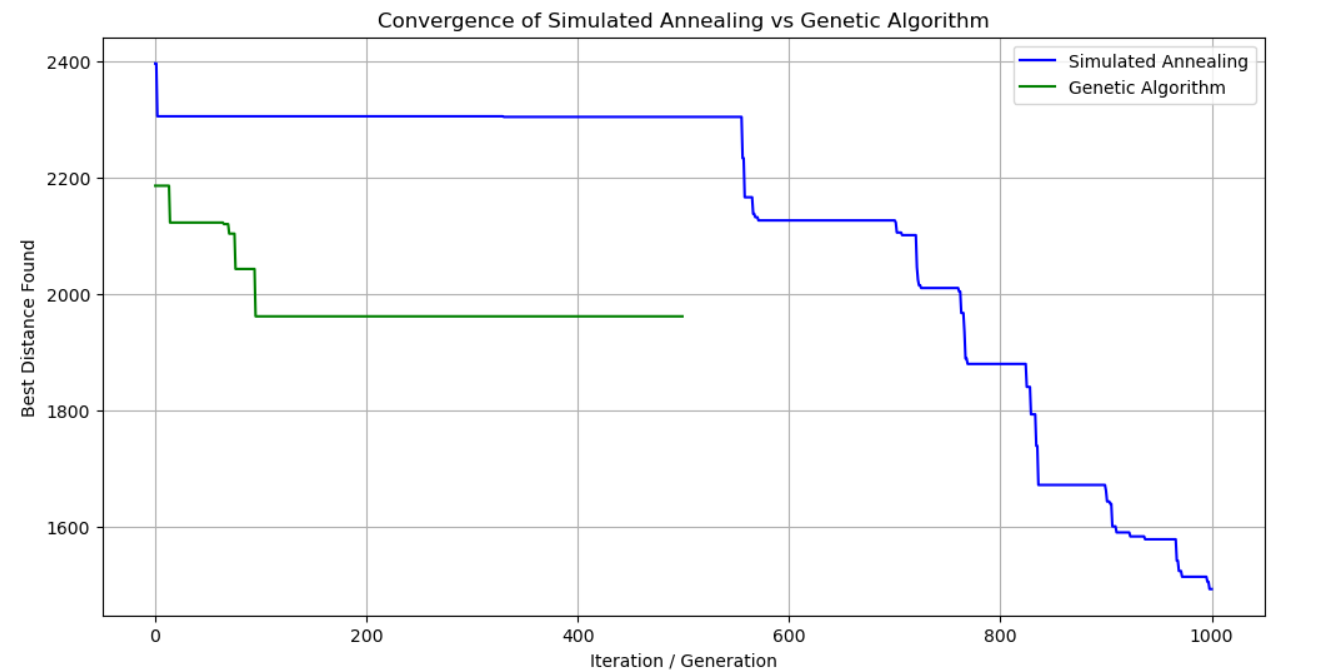 Convergence of Simulated Annealing vs Genetic Algorithm
Simulated Annealing
Genetic Algorithm
Best Distance Found
2400
2200
2000
1800
1600
0 200 400 600 800 1000
Iteration / Generation